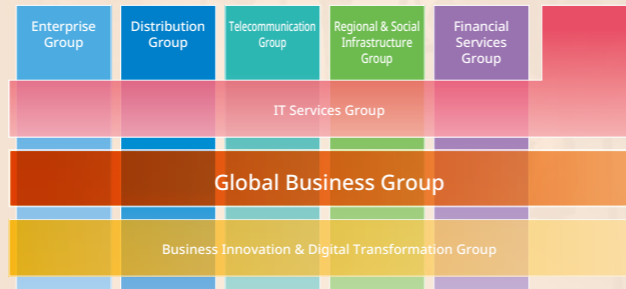 Enterprise
Group
Distribution
Group
Telecommunication
Group
Regional & Social
Infrastructure
Group
Financial
Services
Group
IT Services Group
Global Business Group
Business Innovation & Digital Transformation Group